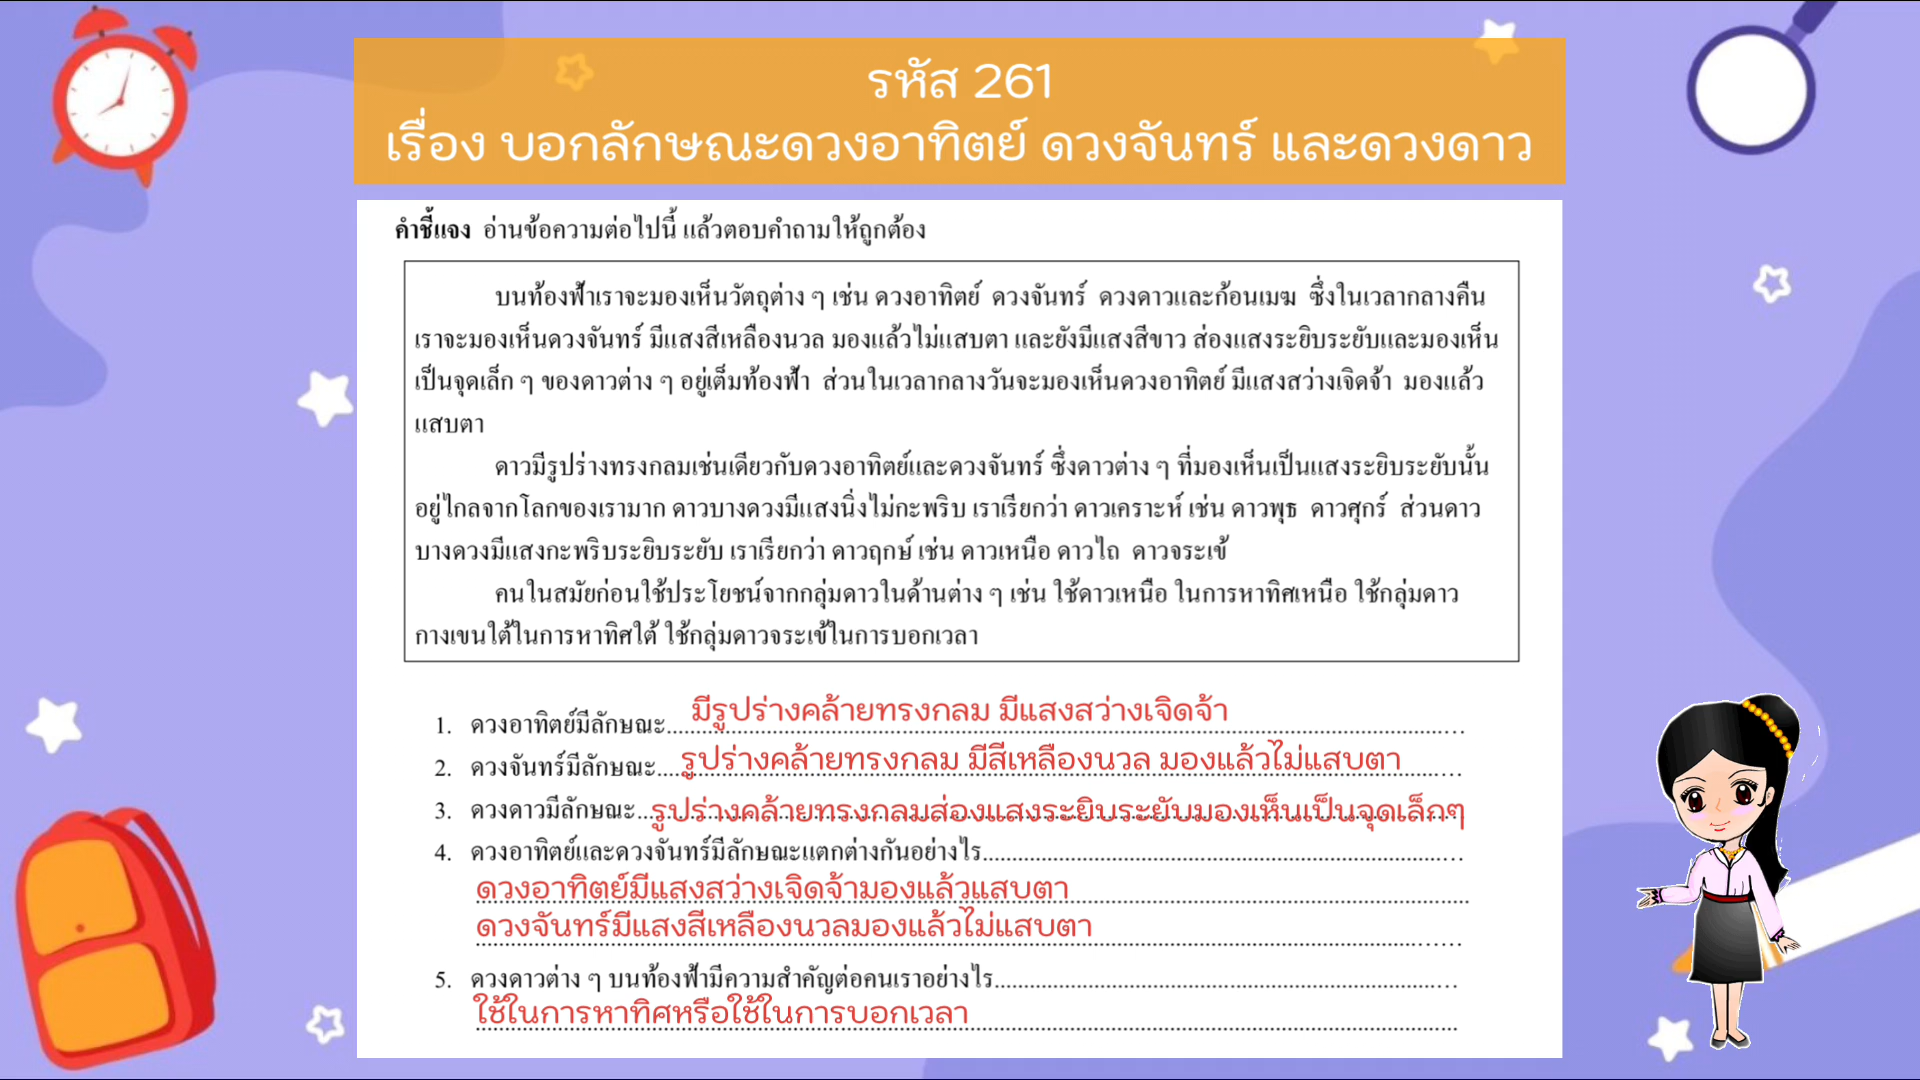 รหัส 261
เรื่อง บอกลักษณะดวงอาทิตย์ ดวงจันทร์ และดวงดาว
คำชี้แจง อ่านข้อความต่อไปนี้ แล้วตอบคำถามให้ถูกต้อง
บนท้องฟ้าเราจะมองเห็นวัตถุต่าง ๆ เช่น ดวงอาทิตย์ ดวงจันทร์ ดวงดาวและก้อนเมฆ ซึ่งในเวลากลางคืน
เราจะมองเห็นดวงจันทร์ มีแสงสีเหลืองนวล มองแล้วไม่แสบตา และยังมีแสงสีขาว ส่องแสงระยิบระยับและมองเห็น
เป็นจุดเล็ก ๆ ของดาวต่าง ๆ อยู่เต็มท้องฟ้า ส่วนในเวลากลางวันจะมองเห็นดวงอาทิตย์ มีแสงสว่างเจิดจ้า มองแล้ว
แสบตา
ดาวมีรูปร่างทรงกลมเช่นเดียวกับดวงอาทิตย์และดวงจันทร์ ซึ่งดาวต่าง ๆ ที่มองเห็นเป็นแสงระยิบระยับนั้น
อยู่ไกลจากโลกของเรามาก ดาวบางดวงมีแสงนิ่งไม่กะพริบ เราเรียกว่า ดาวเคราะห์ เช่น ดาวพุธ ดาวศุกร์ ส่วนดาว
บางดวงมีแสงกะพริบระยิบระยับ เราเรียกว่า ดาวฤกษ์ เช่น ดาวเหนือ ดาวไถ ดาวจระเข้
คนในสมัยก่อนใช้ประโยชน์จากกลุ่มดาวในด้านต่าง ๆ เช่น ใช้ดาวเหนือ ในการหาทิศเหนือ ใช้กลุ่มดาว
กางเขนใต้ในการหาทิศใต้ ใช้กลุ่มดาวจระเข้ในการบอกเวลา
1. ดวงอาทิตย์มีลักษณะ มีรูปร่างคล้ายทรงกลม มีแสงสว่างเจิดจ้า
2. ดวงจันทร์มีลักษณะ รูปร่างคล้ายทรงกลม มีสีเหลืองนวล มองแล้วไม่แสบตา
3. ดวงดาวมีลักษณะ รูปร่างคล้ายทรงกลมส่องแสงระยิบระยับมองเห็นเป็นจุดเล็กๆ
4. ดวงอาทิตย์และดวงจันทร์มีลักษณะแตกต่างกันอย่างไร
ดวงอาทิตย์มีแสงสว่างเจิดจ้ามองแล้วแสบตา
ดวงจันทร์มีแสงสีเหลืองนวลมองแล้วไม่แสบตา
5. ดวงดาวต่าง ๆ บนท้องฟ้ามีความสำคัญต่อคนเราอย่างไร
ใช้ในการหาทิศหรือใช้ในการบอกเวลา